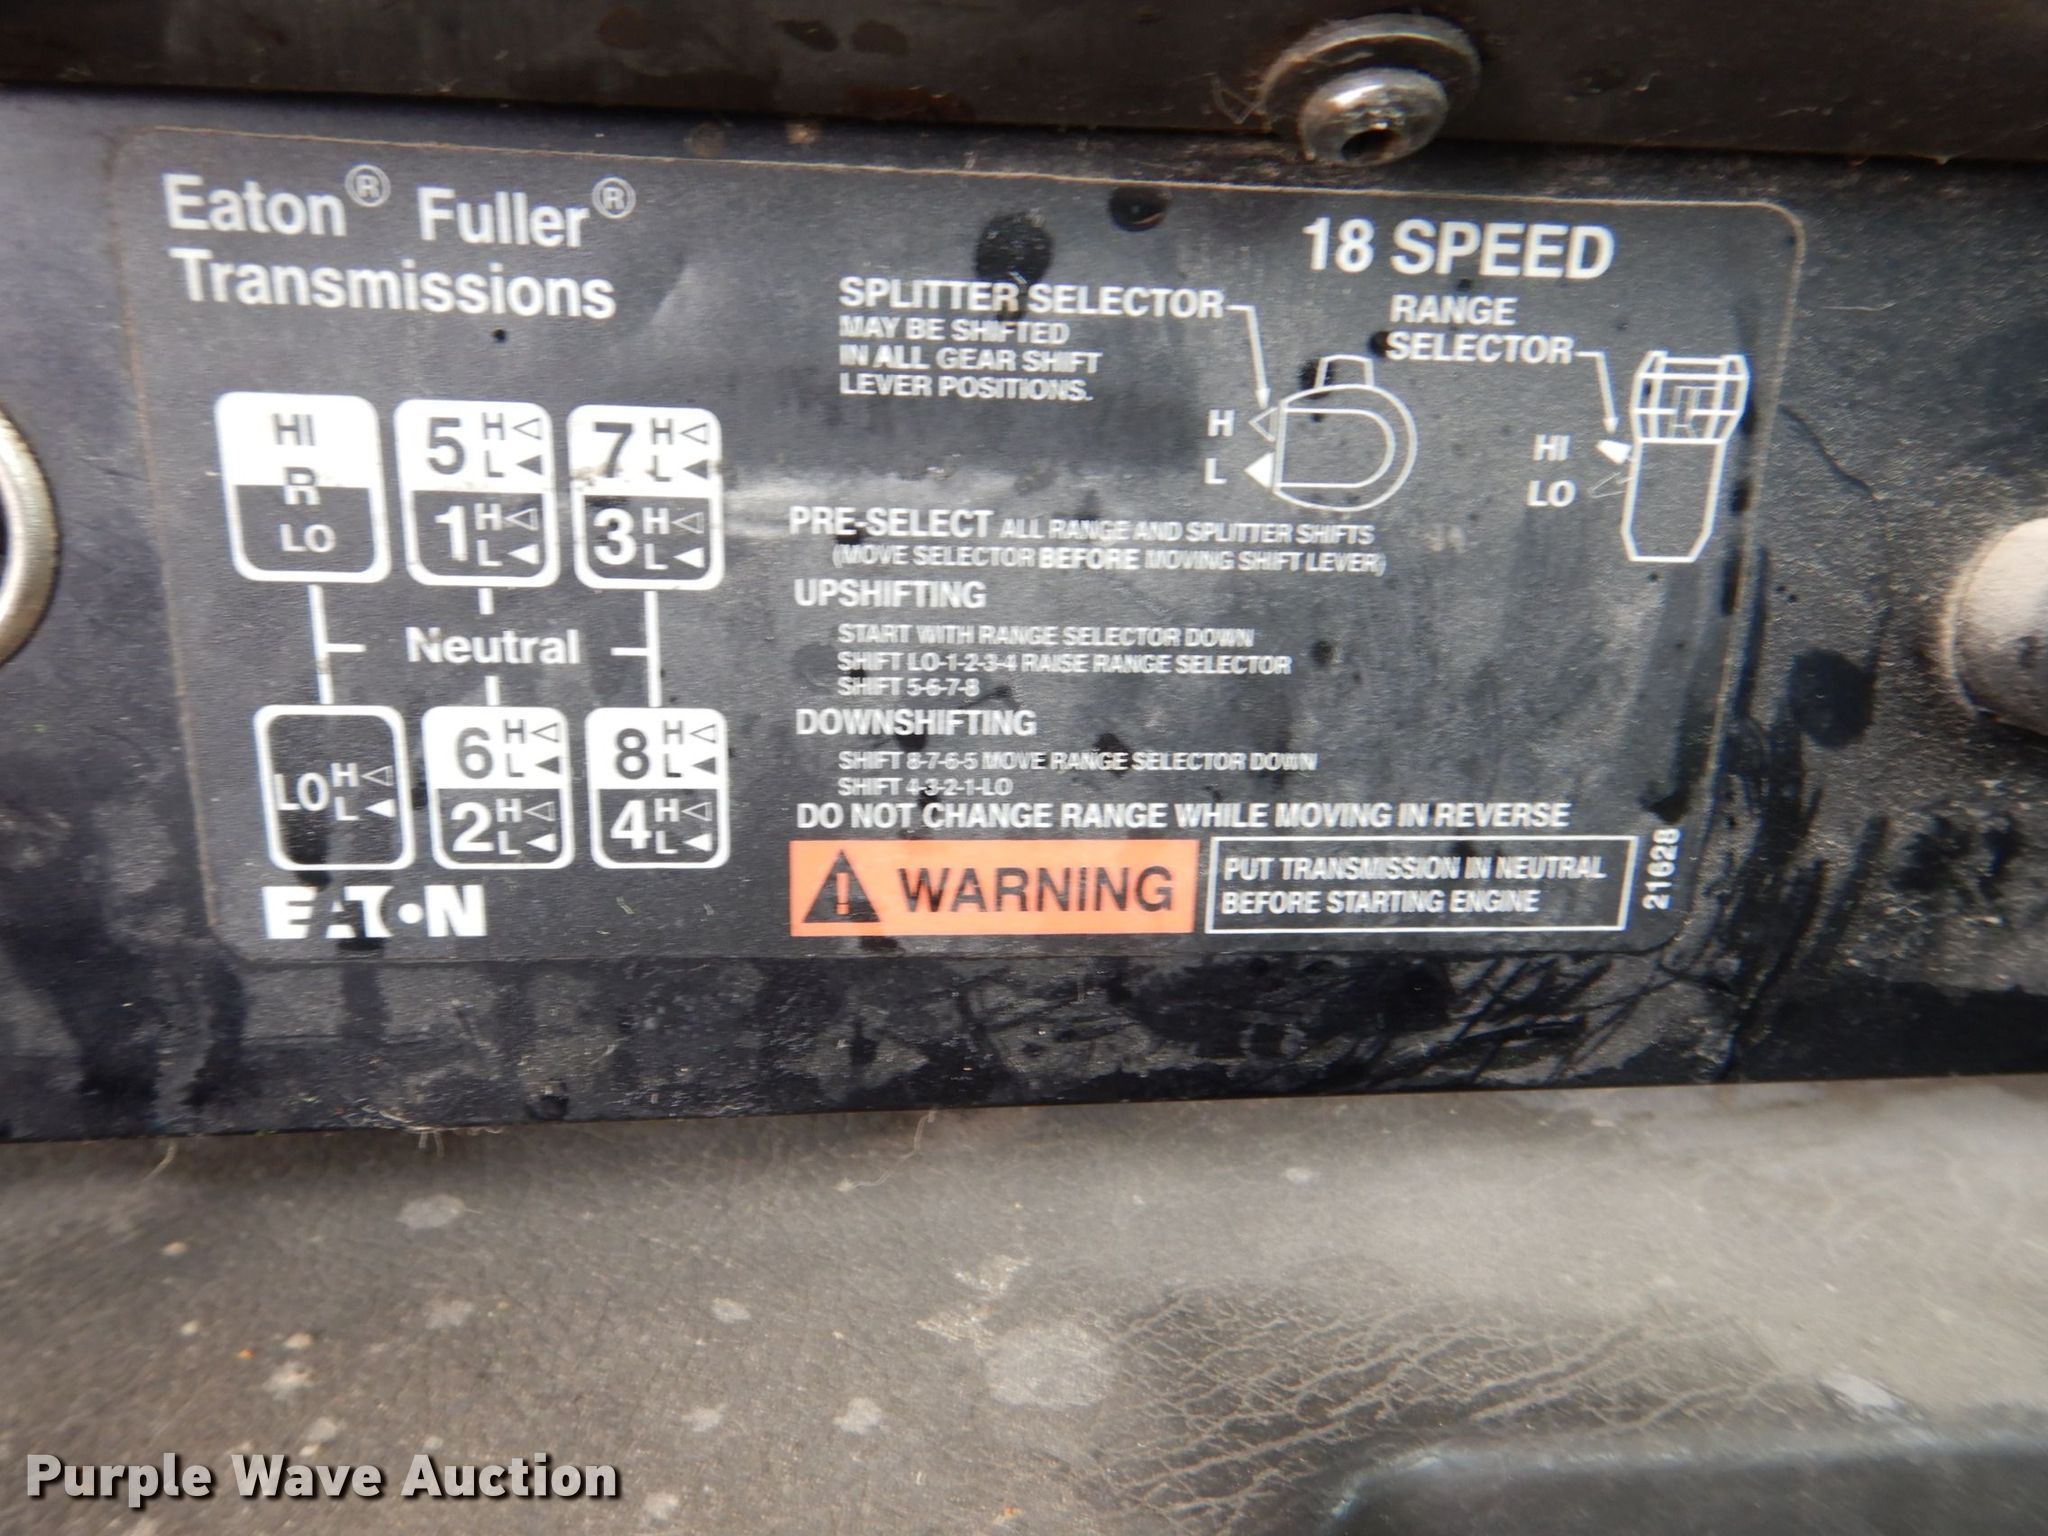 Eaton® Fuller®
Transmissions
18 SPEED
SPLITTER SELECTOR
MAY BE SHIFTED
IN ALL GEAR SHIFT
LEVER POSITIONS.
RANGE
SELECTOR
H
L
HI
LO
HI
R
LO
5 H L
1 H L
7 H L
3 H L
Neutral
LO H L
6 H L
2 H L
8 H L
4 H L
PRE-SELECT ALL RANGE AND SPLITTER SHIFTS
(MOVE SELECTOR BEFORE MOVING SHIFT LEVER)
UPSHIFTING
START WITH RANGE SELECTOR DOWN
SHIFT LO-1-2-3-4 RAISE RANGE SELECTOR
SHIFT 5-6-7-8
DOWNSHIFTING
SHIFT 8-7-6-5 MOVE RANGE SELECTOR DOWN
SHIFT 4-3-2-1-LO
DO NOT CHANGE RANGE WHILE MOVING IN REVERSE
WARNING
PUT TRANSMISSION IN NEUTRAL
BEFORE STARTING ENGINE
21628
EATON
Purple Wave Auction